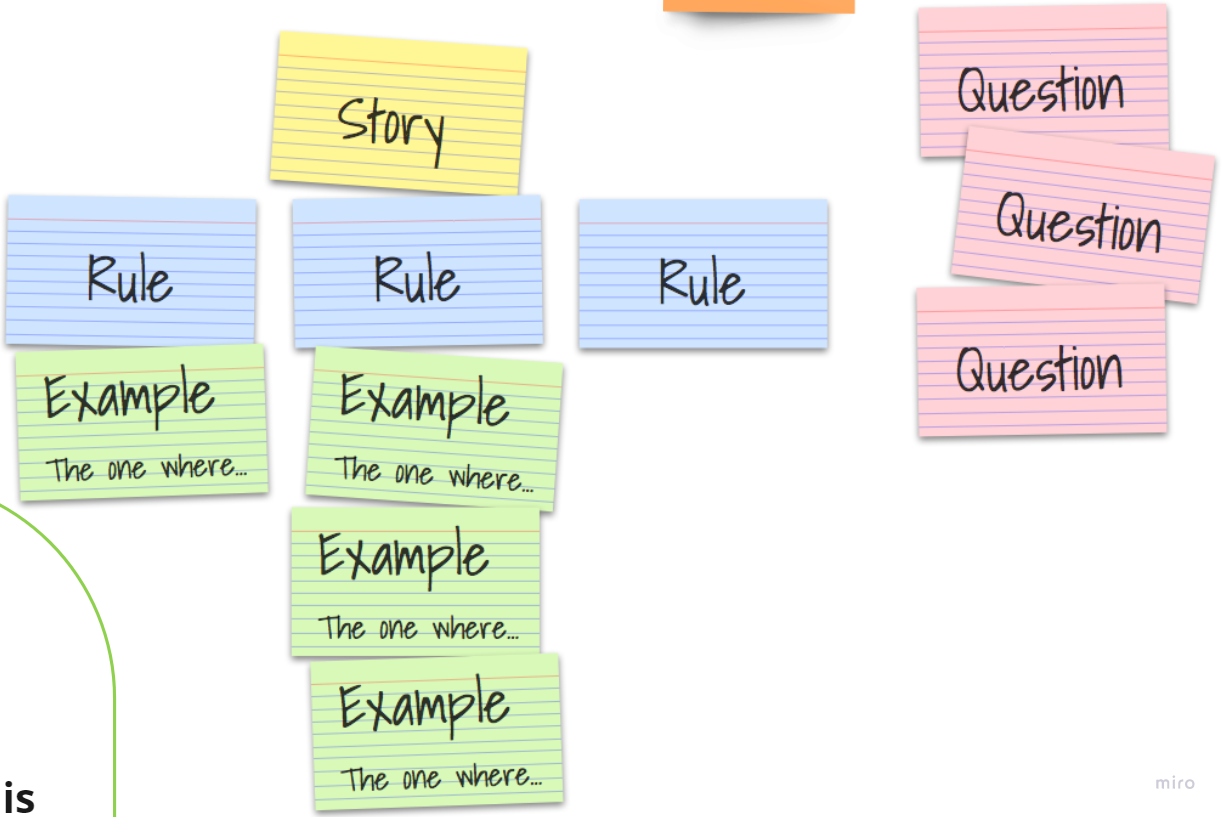 Story
Rule
Rule
Rule
Example
The one where...
Example
The one where...
Example
The one where...
Example
The one where...
Question
Question
Question
is
miro